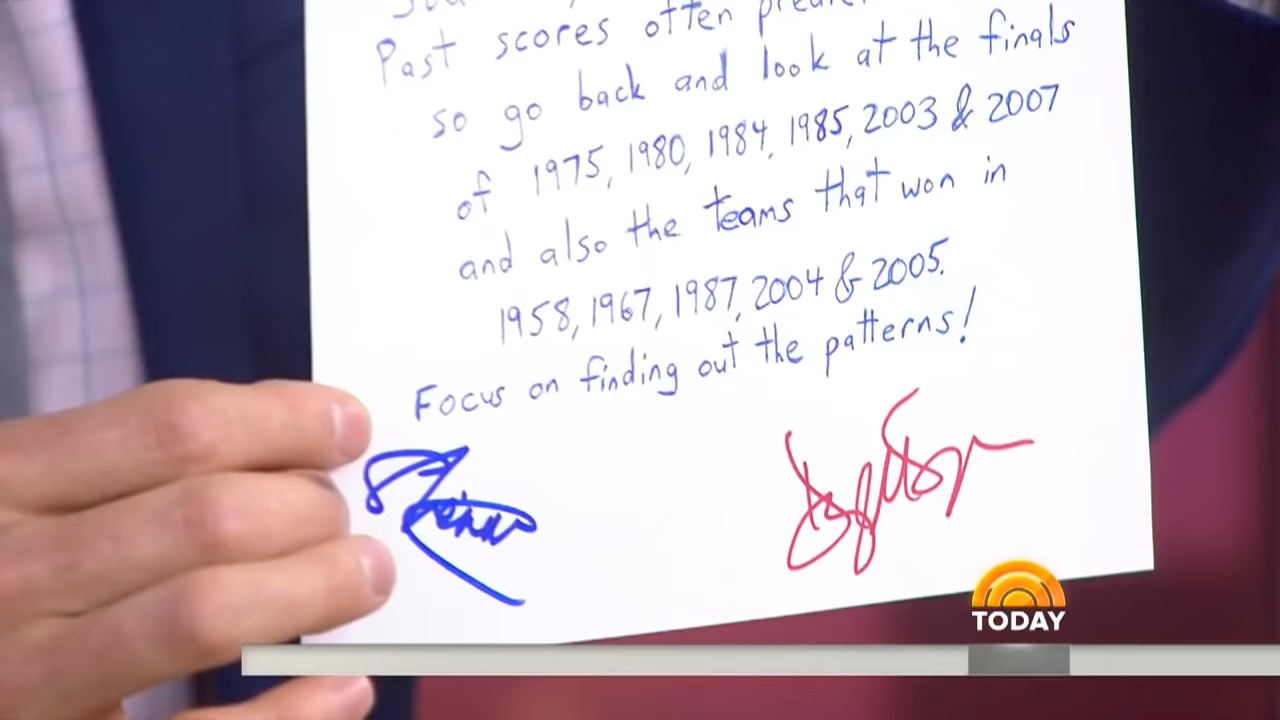 Past scores often
so go back and look at the finals
of 1975, 1980, 1984, 1985, 2003 & 2007
and also the teams that won in
1958, 1967, 1987, 2004 & 2005.
Focus on finding out the patterns!
TODAY